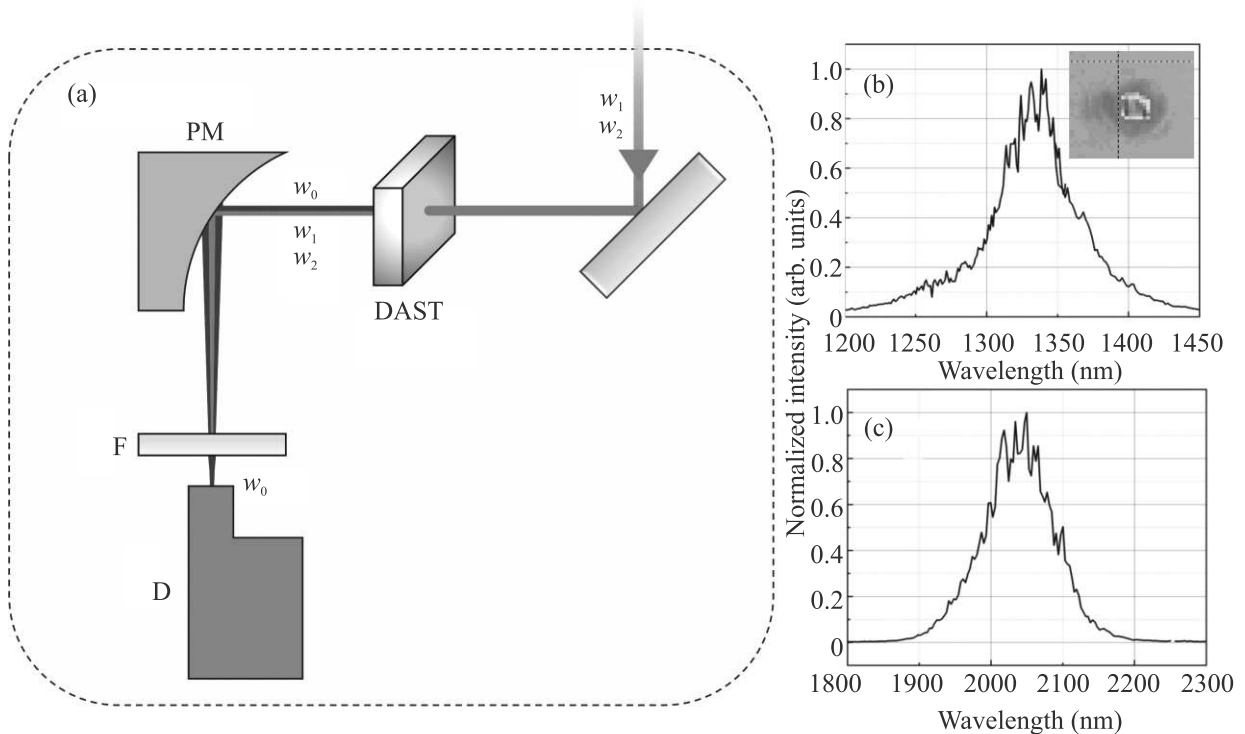 (a)
PM
w₁
w₂
w₀
w₁
w₂
DAST
F
w₀
D
Normalized intensity (arb. units)
(b)
1.0
0.8
0.6
0.4
0.2
0
1200 1250 1300 1350 1400 1450
Wavelength (nm)
(c)
1.0
0.8
0.6
0.4
0.2
0
1800 1900 2000 2100 2200 2300
Wavelength (nm)